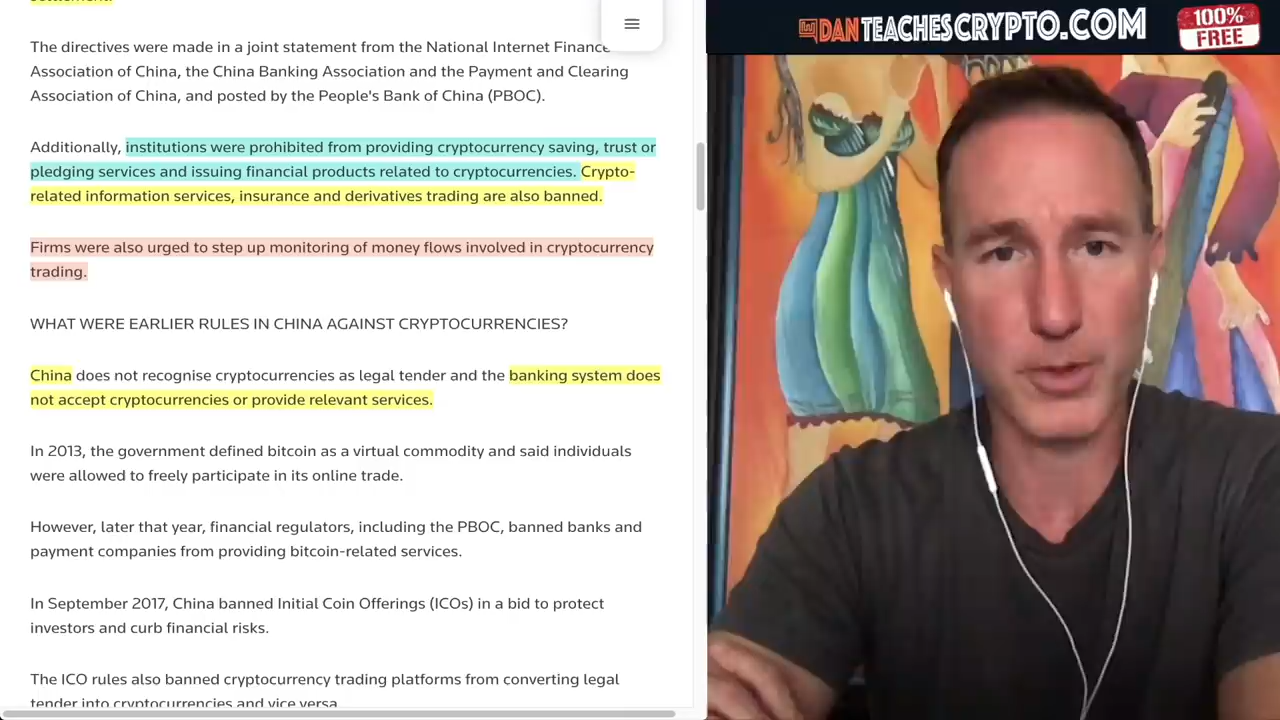 settlement.
The directives were made in a joint statement from the National Internet Finance
Association of China, the China Banking Association and the Payment and Clearing
Association of China, and posted by the People's Bank of China (PBOC).
Additionally, institutions were prohibited from providing cryptocurrency saving, trust or
pledging services and issuing financial products related to cryptocurrencies. Crypto-
related information services, insurance and derivatives trading are also banned.
Firms were also urged to step up monitoring of money flows involved in cryptocurrency
trading.
WHAT WERE EARLIER RULES IN CHINA AGAINST CRYPTOCURRENCIES?
China does not recognise cryptocurrencies as legal tender and the banking system does
not accept cryptocurrencies or provide relevant services.
In 2013, the government defined bitcoin as a virtual commodity and said individuals
were allowed to freely participate in its online trade.
However, later that year, financial regulators, including the PBOC, banned banks and
payment companies from providing bitcoin-related services.
In September 2017, China banned Initial Coin Offerings (ICOs) in a bid to protect
investors and curb financial risks.
The ICO rules also banned cryptocurrency trading platforms from converting legal
tender into cryptocurrencies and vice versa.
DANTEACHESCRYPTO.COM
100%
FREE